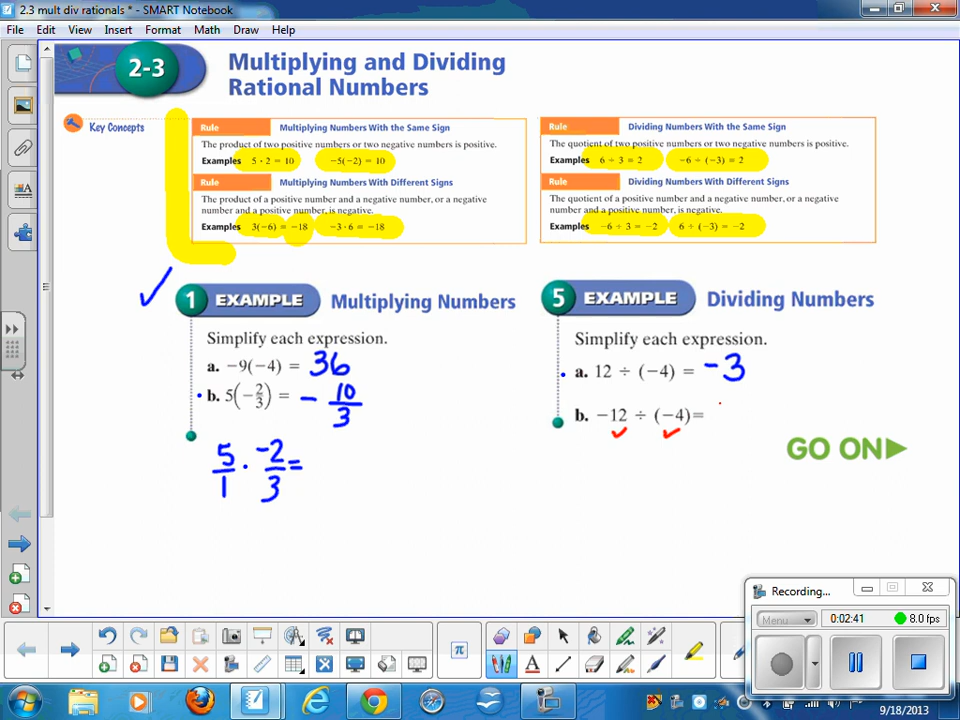 2.3 mult div rationals * - SMART Notebook
File Edit View Insert Format Math Draw Help
2-3
Multiplying and Dividing
Rational Numbers
Key Concepts
Rule Multiplying Numbers With the Same Sign
The product of two positive numbers or two negative numbers is positive.
Examples 5 · 2 = 10 −5(−2) = 10
Rule Multiplying Numbers With Different Signs
The product of a positive number and a negative number, or a negative
number and a positive number, is negative.
Examples 3(−6) = −18 −3 · 6 = −18
Rule Dividing Numbers With the Same Sign
The quotient of two positive numbers or two negative numbers is positive.
Examples 6 ÷ 3 = 2 −6 ÷ (−3) = 2
Rule Dividing Numbers With Different Signs
The quotient of a positive number and a negative number, or a negative
number and a positive number, is negative.
Examples −6 ÷ 3 = −2 6 ÷ (−3) = −2
1 EXAMPLE Multiplying Numbers
Simplify each expression.
a. −9(−4) = 36
b. 5(−2/3) = − 10/3
5/1 · −2/3 =
5 EXAMPLE Dividing Numbers
Simplify each expression.
a. 12 ÷ (−4) = −3
b. −12 ÷ (−4)=
GO ON
Recording...
Menu 0:02:41 8.0 fps
π
A
9/18/2013